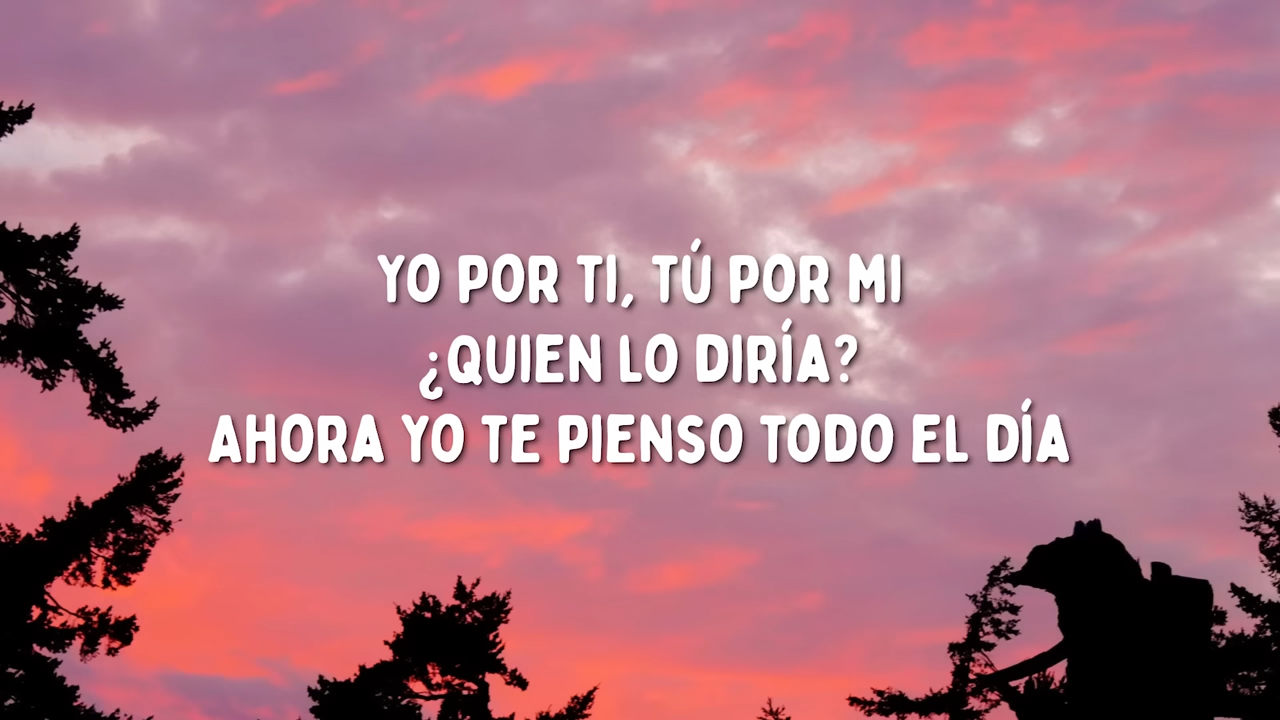 YO POR TI, TÚ POR MI
¿QUIEN LO DIRÍA?
AHORA YO TE PIENSO TODO EL DÍA